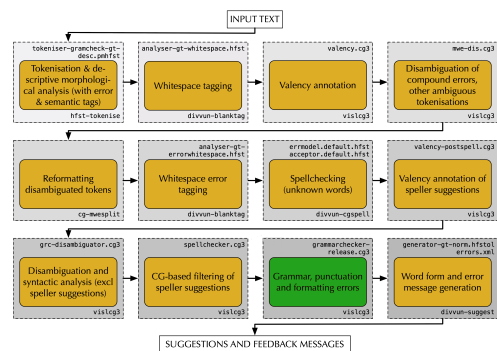 INPUT TEXT
tokeniser-gramcheck-gt-
desc.pmhfst
Tokenisation & de-
scriptive morphologi-
cal analysis (with error
& semantic tags)
hfst-tokenise
analyser-gt-whitespace.hfst
Whitespace tagging
divvun-blanktag
valency.cg3
Valency annotation
vislcg3
mwe-dis.cg3
Disambiguation of
compound errors,
other ambiguous
tokenisations
vislcg3
Reformatting
disambiguated tokens
cg-mwesplit
analyser-gt-
errorwhitespace.hfst
Whitespace error
tagging
divvun-blanktag
errmodel.default.hfst
acceptor.default.hfst
Spellchecking
(unknown words)
divvun-cgspell
valency-postspell.cg3
Valency annotation
of speller suggestions
vislcg3
grc-disambiguator.cg3
Disambiguation and
syntactic analysis (excl
speller suggestions)
vislcg3
spellchecker.cg3
CG-based filtering of
speller suggestions
vislcg3
grammarchecker-
release.cg3
Grammar, punctuation
and formatting errors
vislcg3
generator-gt-norm.hfstol
errors.xml
Word form and error
message generation
divvun-suggest
SUGGESTIONS AND FEEDBACK MESSAGES